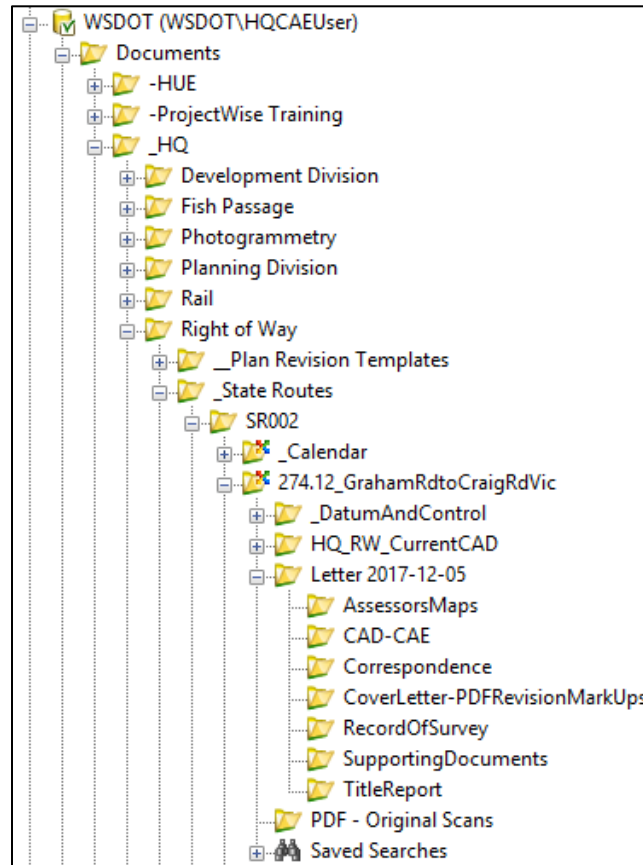 WSDOT (WSDOT\HQCAEUser)
Documents
-HUE
-ProjectWise Training
_HQ
Development Division
Fish Passage
Photogrammetry
Planning Division
Rail
Right of Way
__Plan Revision Templates
_State Routes
SR002
_Calendar
274.12_GrahamRdtoCraigRdVic
_DatumAndControl
HQ_RW_CurrentCAD
Letter 2017-12-05
AssessorsMaps
CAD-CAE
Correspondence
CoverLetter-PDFRevisionMarkUps
RecordOfSurvey
SupportingDocuments
TitleReport
PDF - Original Scans
Saved Searches